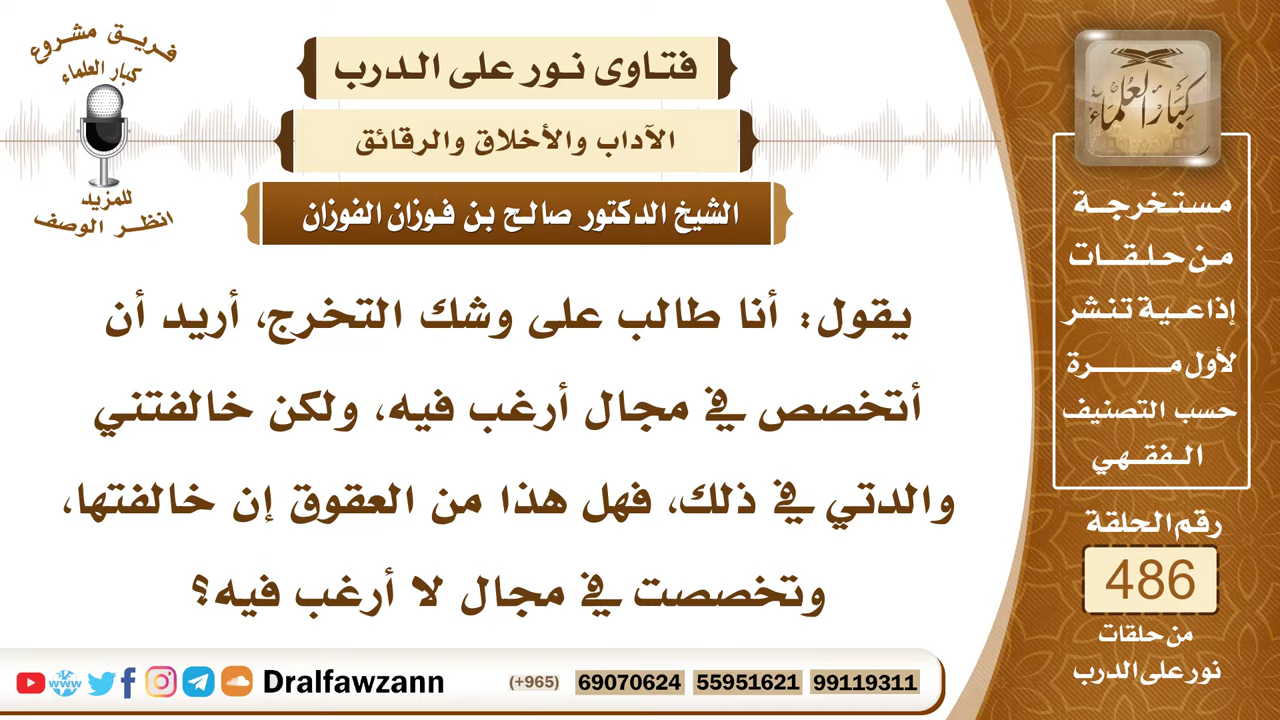 فريق مشروع
كبار العلماء
للمزيد
انظر الوصف
فتاوى نور على الدرب
الآداب والأخلاق والرقائق
الشيخ الدكتور صالح بن فوزان الفوزان
يقول: أنا طالب على وشك التخرج، أريد أن
أتخصص في مجال أرغب فيه، ولكن خالفتني
والدتي في ذلك، فهل هذا من العقوق إن خالفتها،
وتخصصت في مجال لا أرغب فيه؟
كبار العلماء
مستخرجة
من حلقات
إذاعية تنشر
لأول مرة
حسب التصنيف
الفقهي
رقم الحلقة
486
من حلقات
نور على الدرب
www
Dralfawzann
(+965) 69070624 55951621 99119311